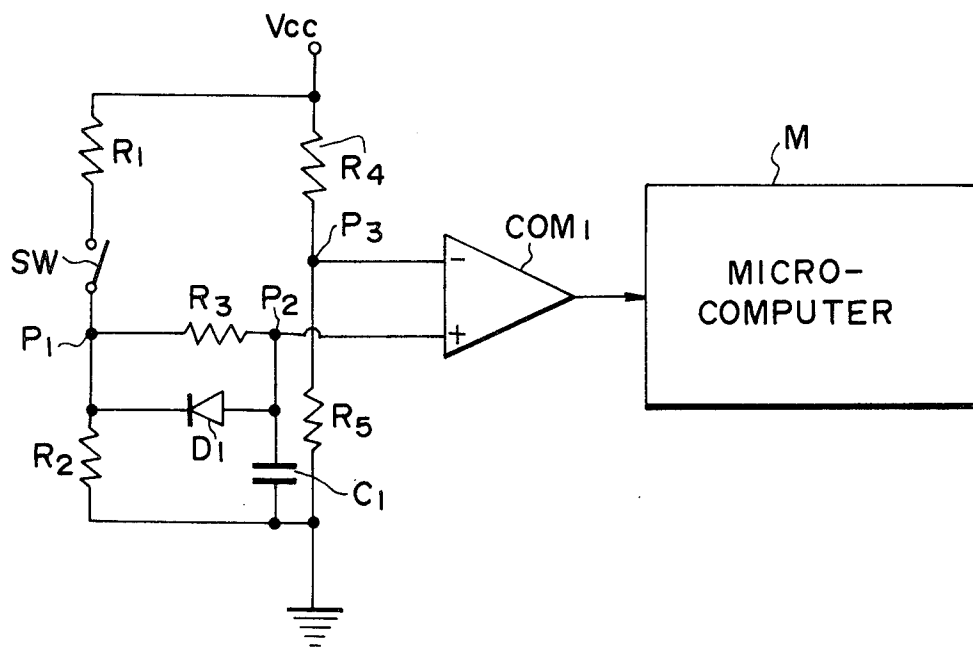 Vcc
R1
R4
M
P3
COM1
SW
MICRO-
COMPUTER
R3
P2
P1
-
+
D1
R5
R2
C1